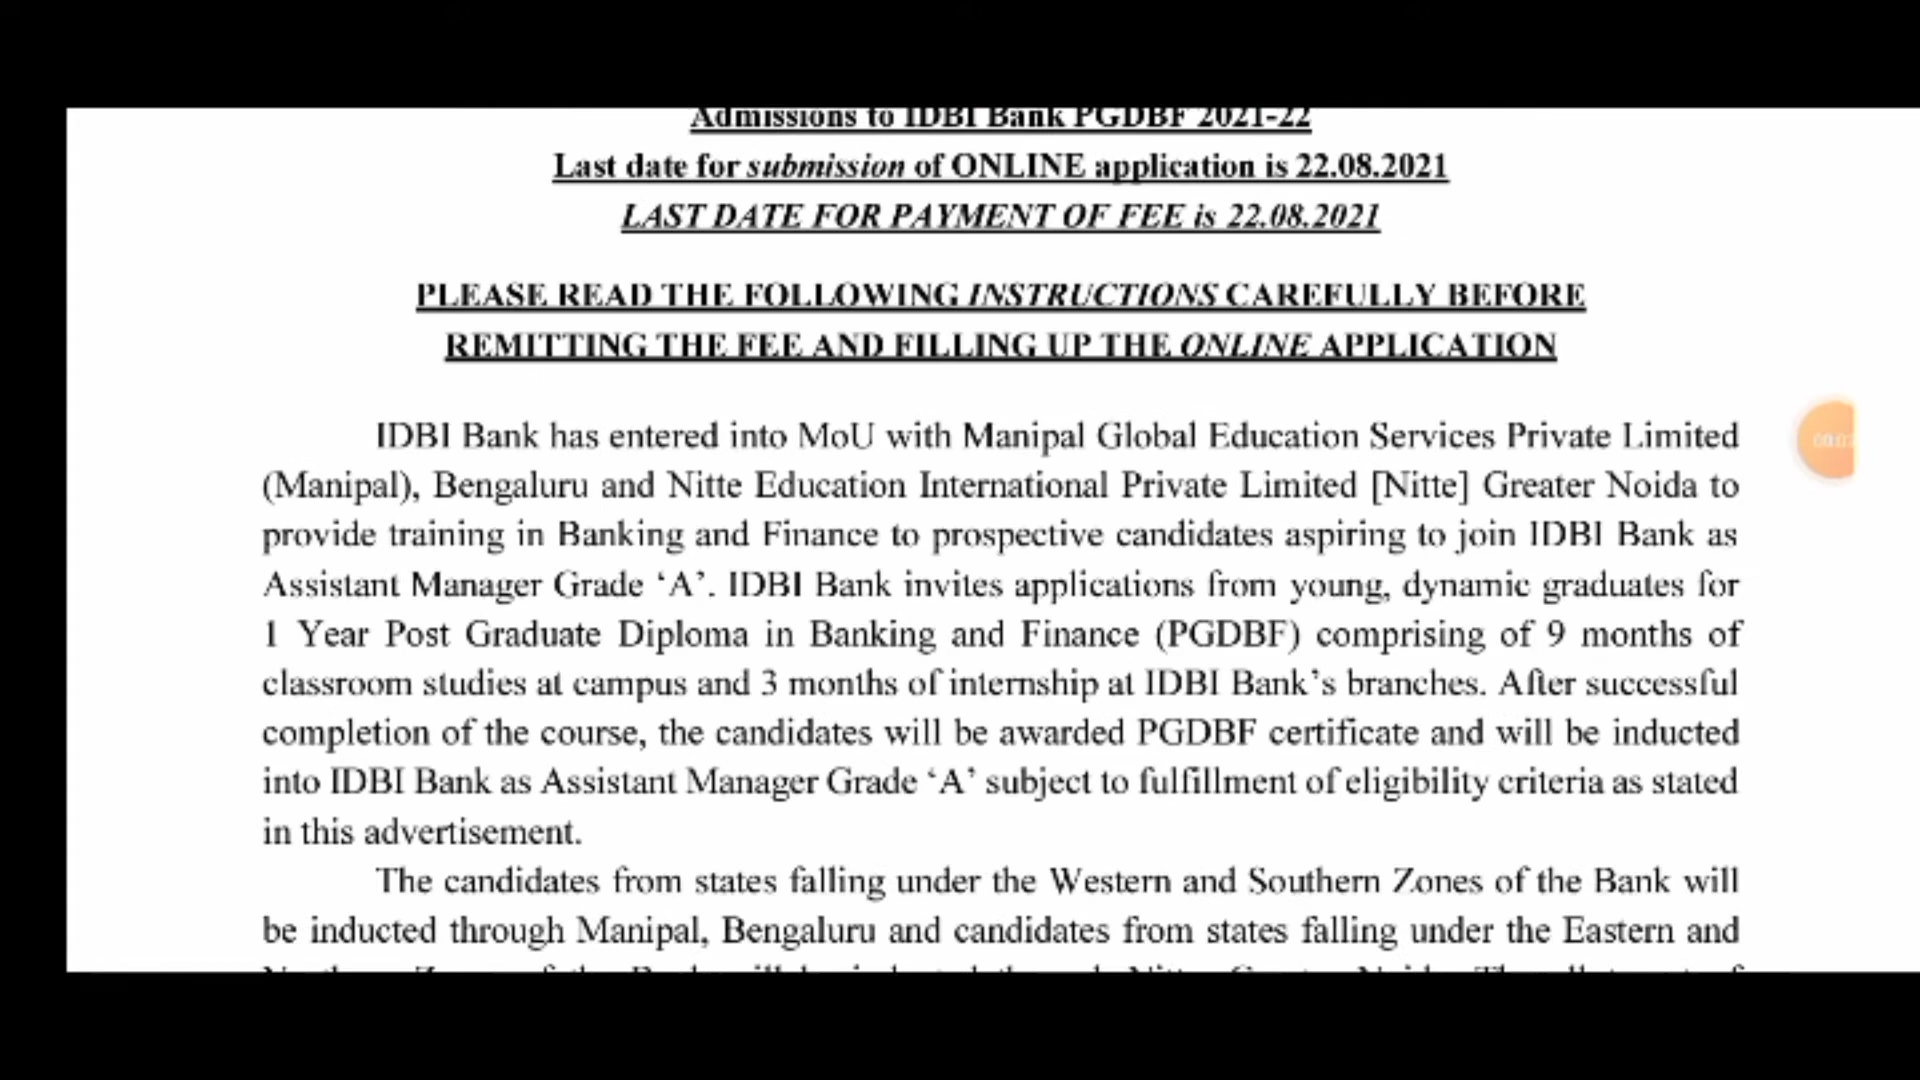 Admissions to IDBI Bank PGDBF 2021-22
Last date for submission of ONLINE application is 22.08.2021
LAST DATE FOR PAYMENT OF FEE is 22.08.2021
PLEASE READ THE FOLLOWING INSTRUCTIONS CAREFULLY BEFORE
REMITTING THE FEE AND FILLING UP THE ONLINE APPLICATION
IDBI Bank has entered into MoU with Manipal Global Education Services Private Limited
(Manipal), Bengaluru and Nitte Education International Private Limited [Nitte] Greater Noida to
provide training in Banking and Finance to prospective candidates aspiring to join IDBI Bank as
Assistant Manager Grade ‘A’. IDBI Bank invites applications from young, dynamic graduates for
1 Year Post Graduate Diploma in Banking and Finance (PGDBF) comprising of 9 months of
classroom studies at campus and 3 months of internship at IDBI Bank’s branches. After successful
completion of the course, the candidates will be awarded PGDBF certificate and will be inducted
into IDBI Bank as Assistant Manager Grade ‘A’ subject to fulfillment of eligibility criteria as stated
in this advertisement.
The candidates from states falling under the Western and Southern Zones of the Bank will
be inducted through Manipal, Bengaluru and candidates from states falling under the Eastern and